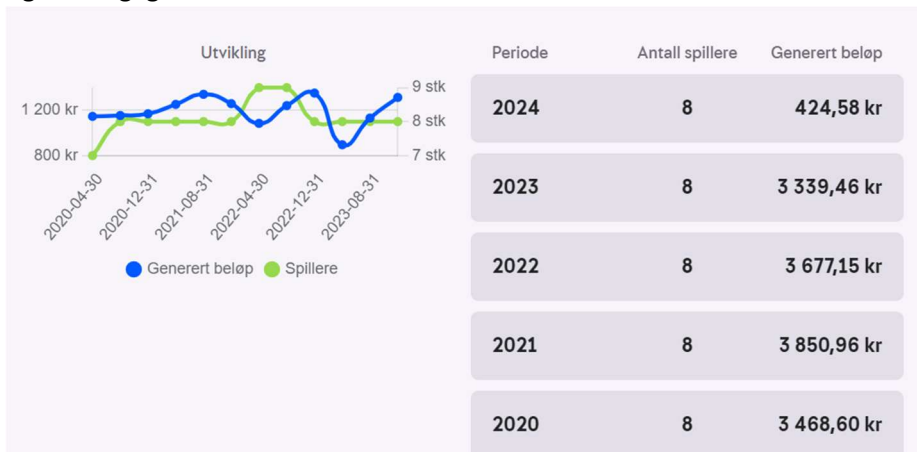 Utvikling
1 200 kr
800 kr
9 stk
8 stk
7 stk
2020-04-30
2020-12-31
2021-08-31
2022-04-30
2022-12-31
2023-08-31
Generert beløp
Spillere
Periode Antall spillere Generert beløp
2024 8 424,58 kr
2023 8 3 339,46 kr
2022 8 3 677,15 kr
2021 8 3 850,96 kr
2020 8 3 468,60 kr